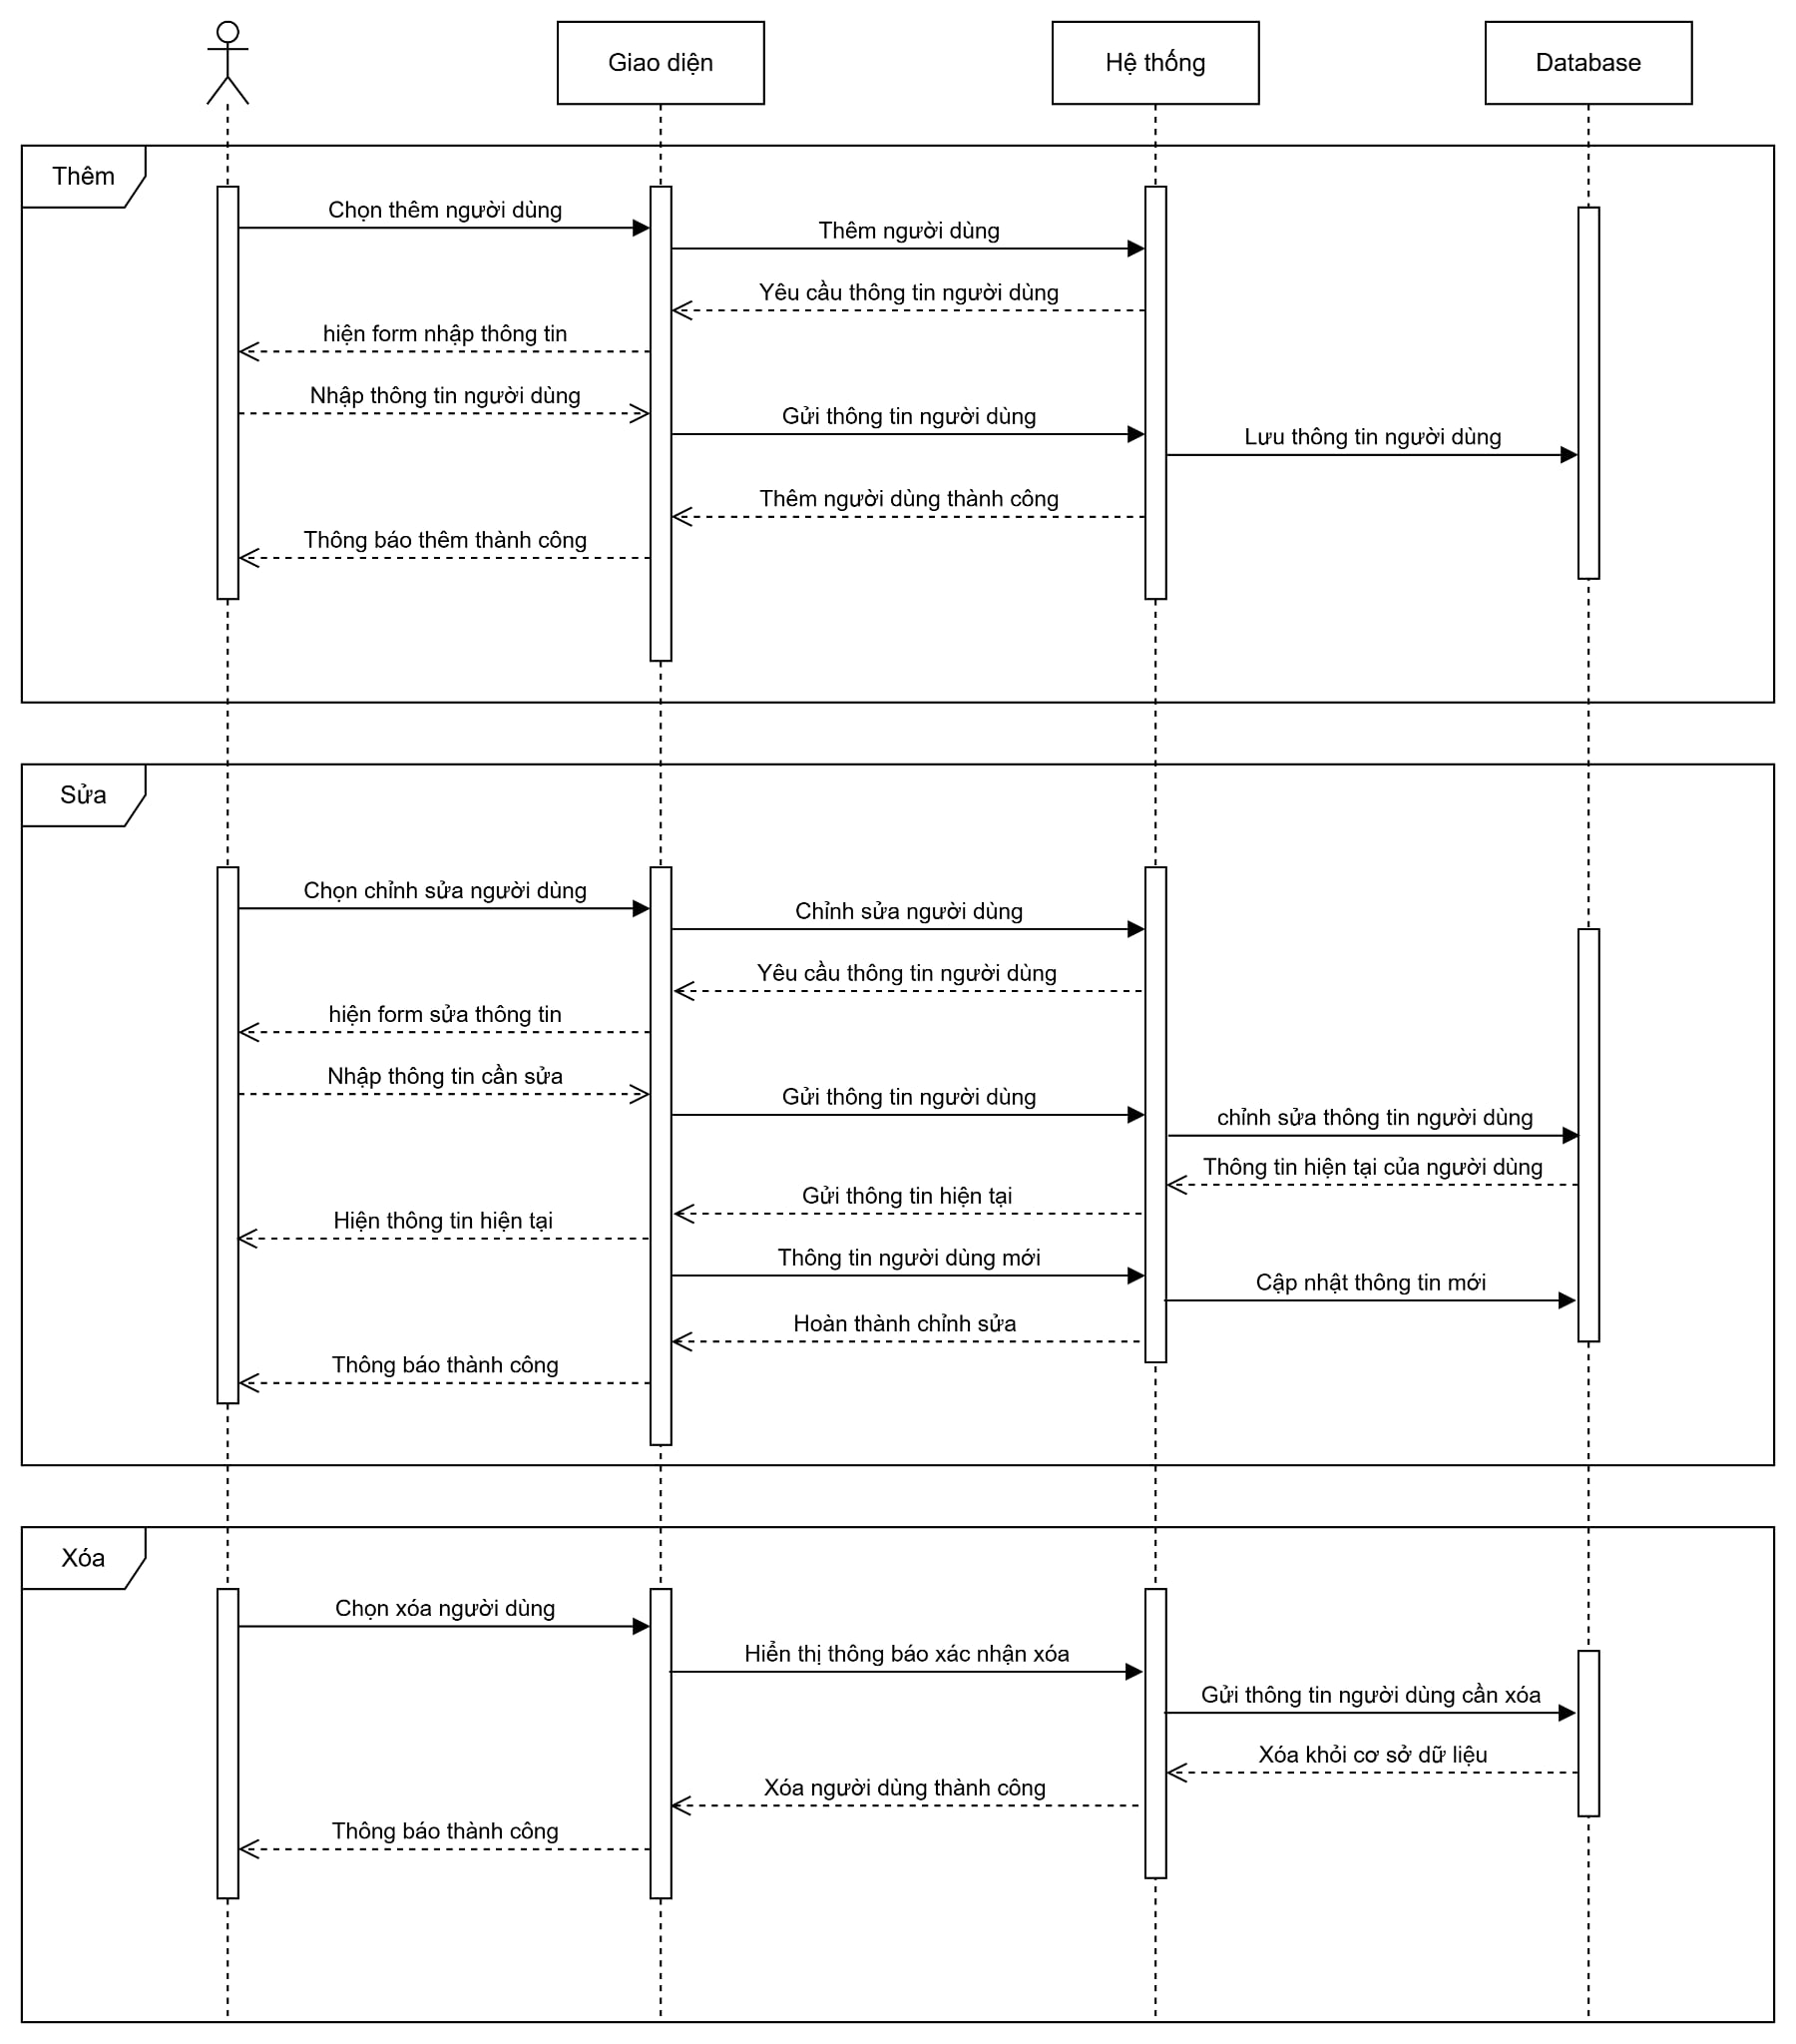 Giao diện
Hệ thống
Database
Thêm
Chọn thêm người dùng
Thêm người dùng
Yêu cầu thông tin người dùng
hiện form nhập thông tin
Nhập thông tin người dùng
Gửi thông tin người dùng
Lưu thông tin người dùng
Thêm người dùng thành công
Thông báo thêm thành công
Sửa
Chọn chỉnh sửa người dùng
Chỉnh sửa người dùng
Yêu cầu thông tin người dùng
hiện form sửa thông tin
Nhập thông tin cần sửa
Gửi thông tin người dùng
chỉnh sửa thông tin người dùng
Thông tin hiện tại của người dùng
Gửi thông tin hiện tại
Hiện thông tin hiện tại
Thông tin người dùng mới
Cập nhật thông tin mới
Hoàn thành chỉnh sửa
Thông báo thành công
Xóa
Chọn xóa người dùng
Hiển thị thông báo xác nhận xóa
Gửi thông tin người dùng cần xóa
Xóa khỏi cơ sở dữ liệu
Xóa người dùng thành công
Thông báo thành công